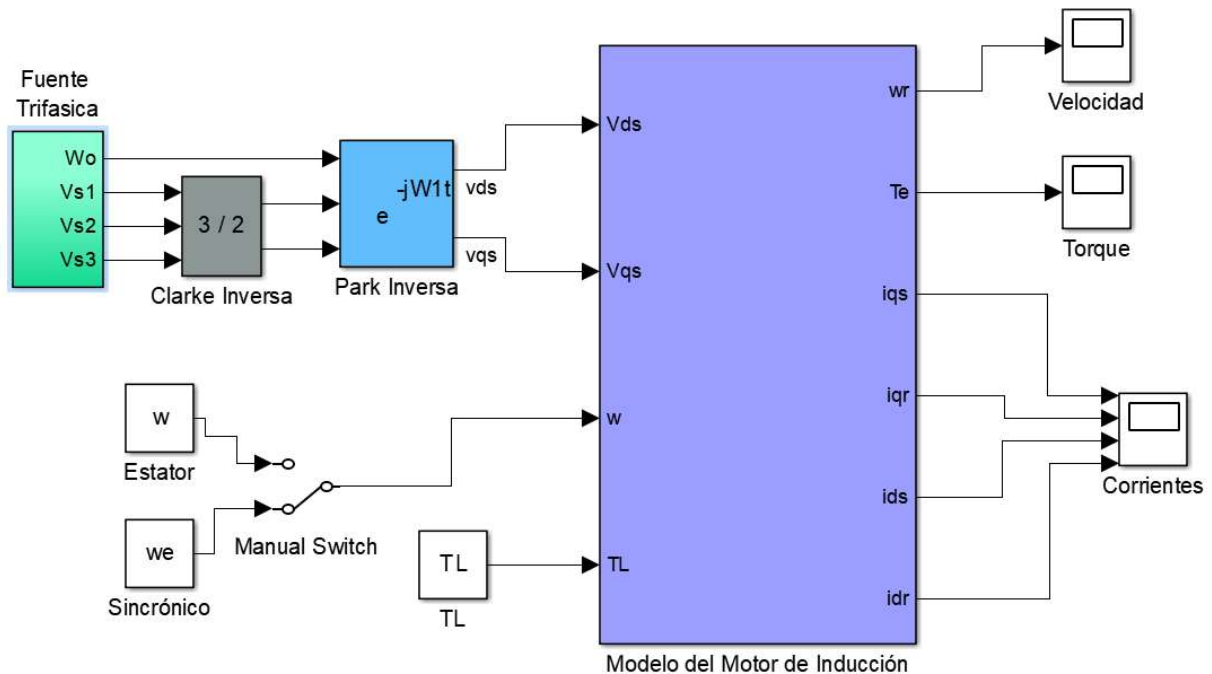 Fuente
Trifasica
Wo
Vs1
Vs2
Vs3
3 / 2
Clarke Inversa
-jW1t
e
Park Inversa
vds
vqs
w
Estator
we
Sincrónico
Manual Switch
TL
TL
Vds
Vqs
w
TL
wr
Te
iqs
iqr
ids
idr
Modelo del Motor de Inducción
Velocidad
Torque
Corrientes